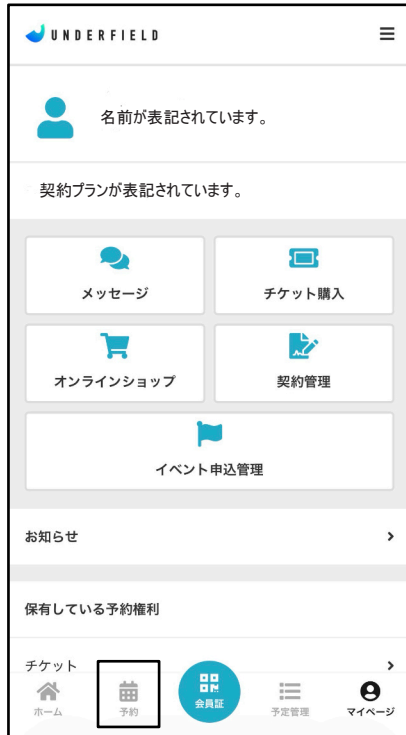 UNDERFIELD
名前が表記されています。
契約プランが表記されています。
メッセージ
チケット購入
オンラインショップ
契約管理
イベント申込管理
お知らせ
保有している予約権利
チケット
ホーム
予約
会員証
予定管理
マイページ